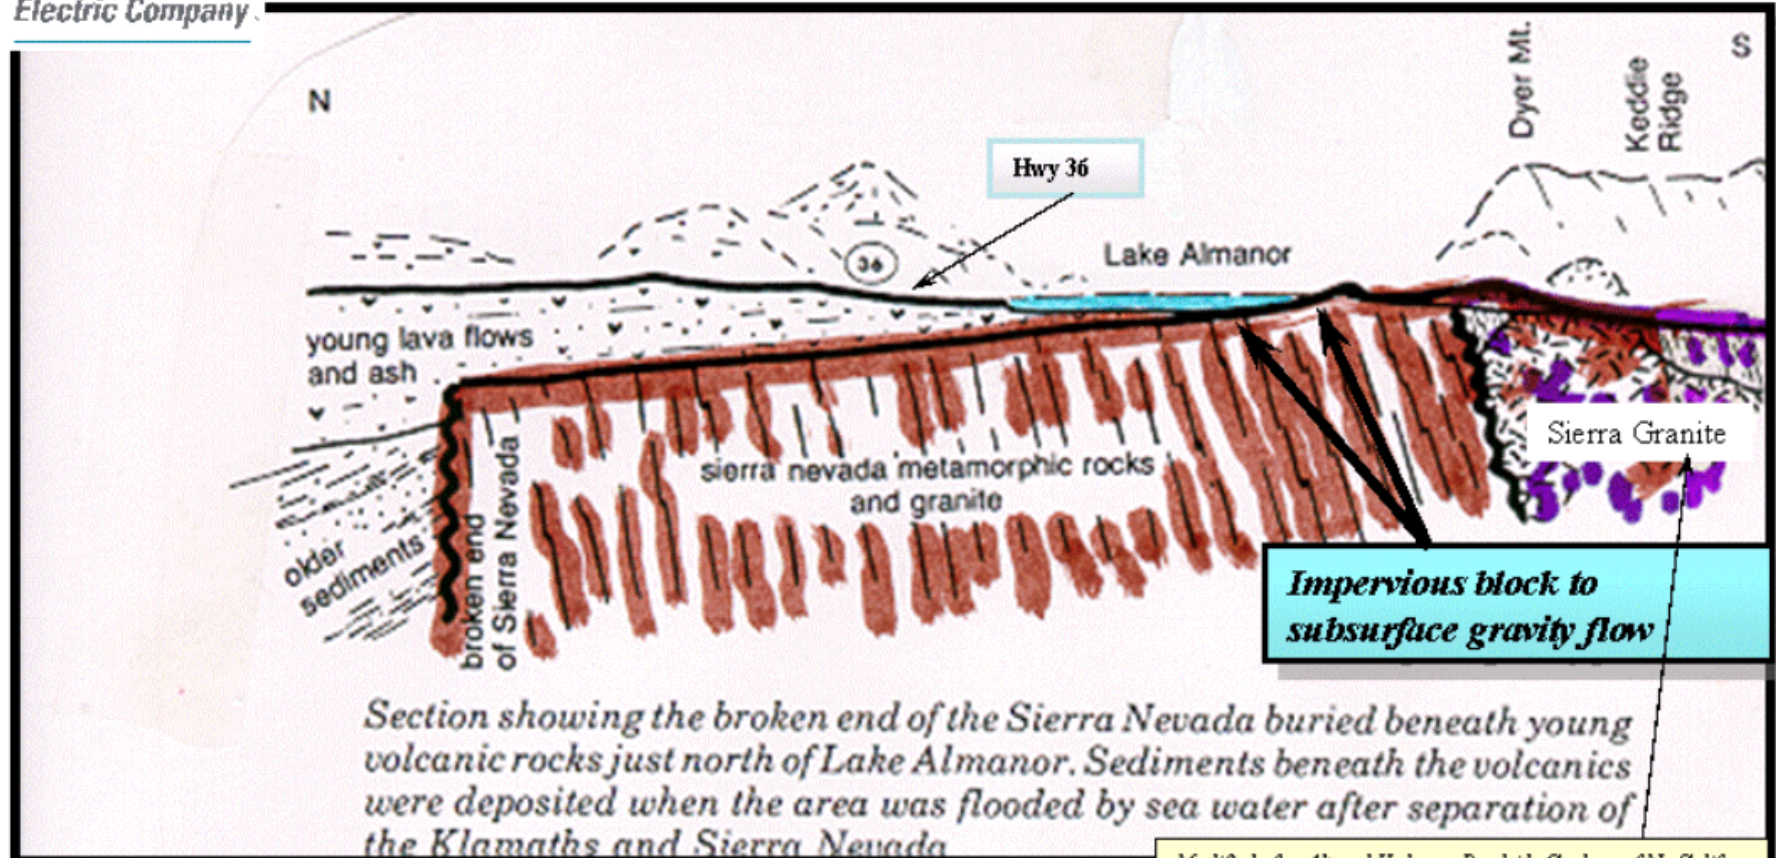 Electric Company
N
S
Dyer Mt.
Keddie
Ridge
Hwy 36
36
Lake Almanor
young lava flows
and ash
older
sediments
broken end
of Sierra Nevada
sierra nevada metamorphic rocks
and granite
Sierra Granite
Impervious block to
subsurface gravity flow
Section showing the broken end of the Sierra Nevada buried beneath young
volcanic rocks just north of Lake Almanor. Sediments beneath the volcanics
were deposited when the area was flooded by sea water after separation of
the Klamaths and Sierra Nevada